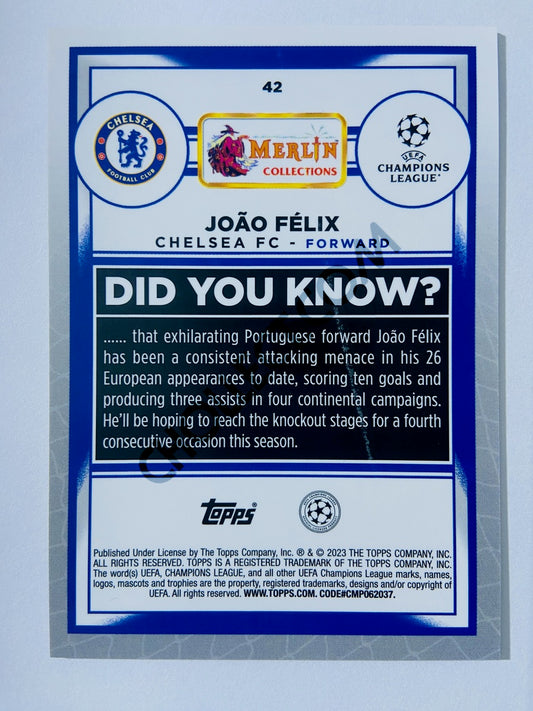 42
CHELSEA
FOOTBALL CLUB
MERLIN
COLLECTIONS
UEFA
CHAMPIONS
LEAGUE
JOÃO FÉLIX
CHELSEA FC - FORWARD
DID YOU KNOW?
...... that exhilarating Portuguese forward João Félix
has been a consistent attacking menace in his 26
European appearances to date, scoring ten goals and
producing three assists in four continental campaigns.
He'll be hoping to reach the knockout stages for a fourth
consecutive occasion this season.
Topps®
Published Under License by The Topps Company, Inc. ® & © 2023 THE TOPPS COMPANY, INC.
ALL RIGHTS RESERVED. TOPPS IS A REGISTERED TRADEMARK OF THE TOPPS COMPANY, INC.
The word(s) UEFA, CHAMPIONS LEAGUE, and all other UEFA Champions League marks, names,
logos, mascots and trophies are the property, registered trademarks, designs and/or copyright of
UEFA. All rights reserved. WWW.TOPPS.COM. CODE#CMP062037.